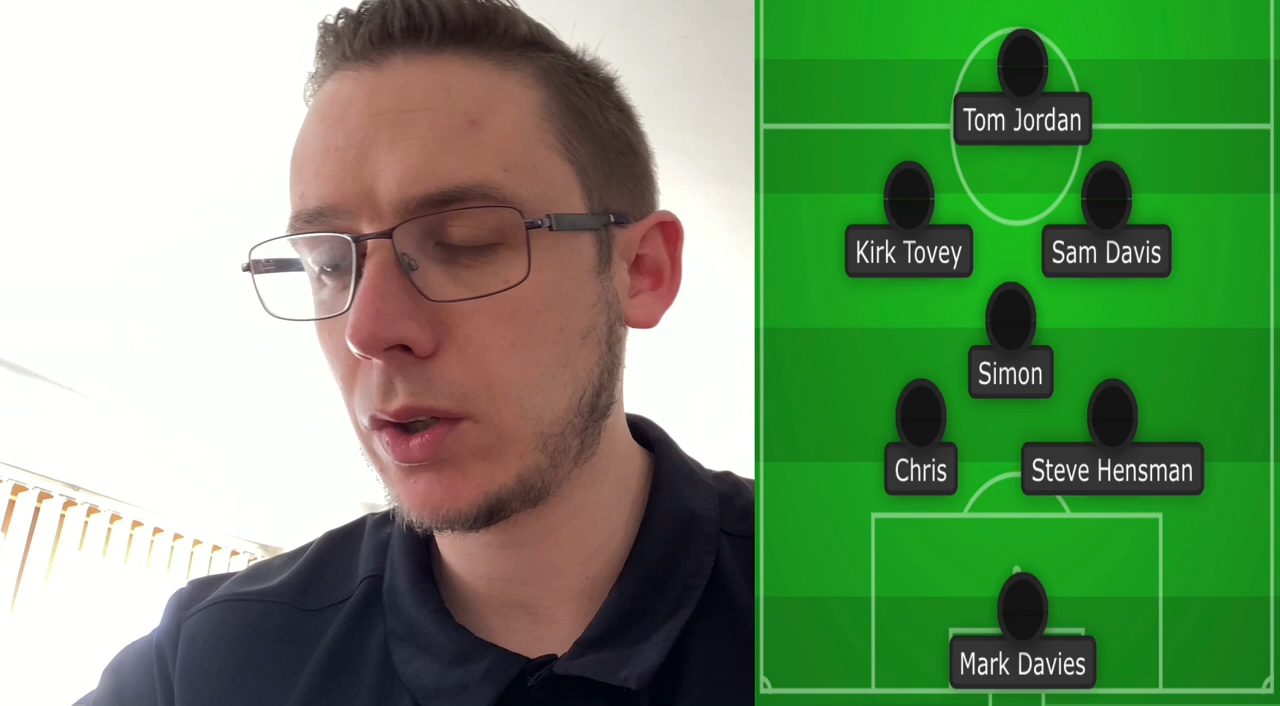 Tom Jordan
Kirk Tovey
Sam Davis
Simon
Chris
Steve Hensman
Mark Davies